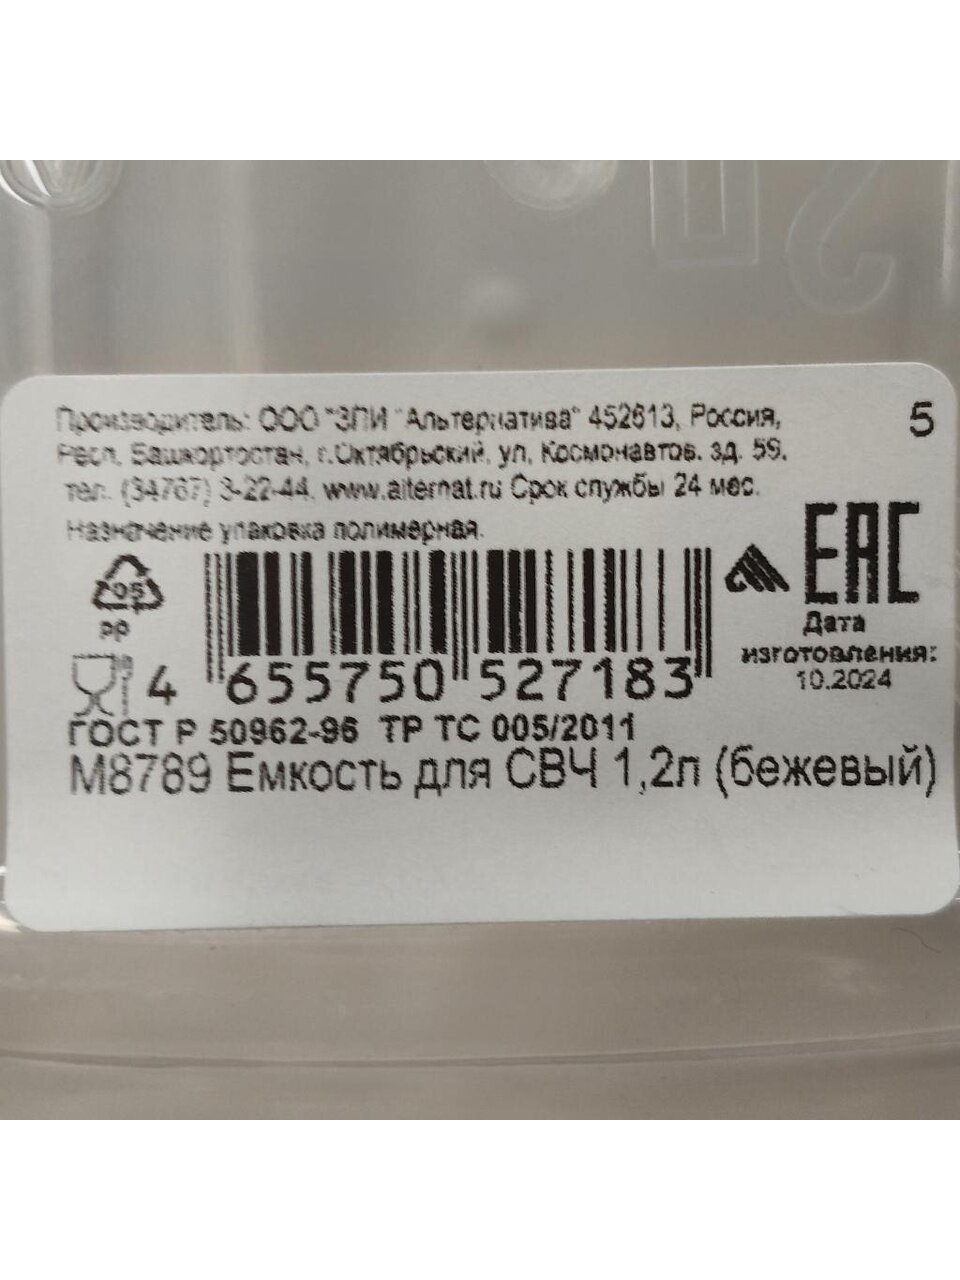 Производитель: ООО "ЗПИ "Альтернатива" 452613, Россия,
5
Респ. Башкортостан, г.Октябрьский, ул. Космонавтов, зд. 59,
тел. (34767) 3-22-44, www.alternat.ru Срок службы 24 мес.
Назначение упаковка полимерная.
EAC
05
PP
Дата
изготовления:
10.2024
4 655750 527183
ГОСТ Р 50962-96 ТР ТС 005/2011
М8789 Емкость для СВЧ 1,2л (бежевый)